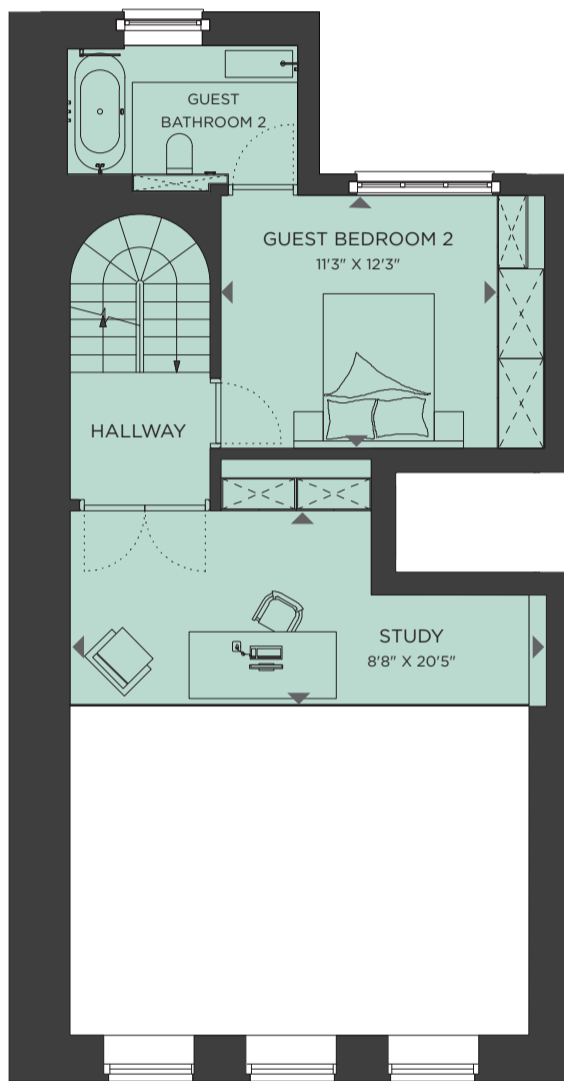 GUEST
BATHROOM 2
GUEST BEDROOM 2
11'3" X 12'3"
HALLWAY
STUDY
8'8" X 20'5"